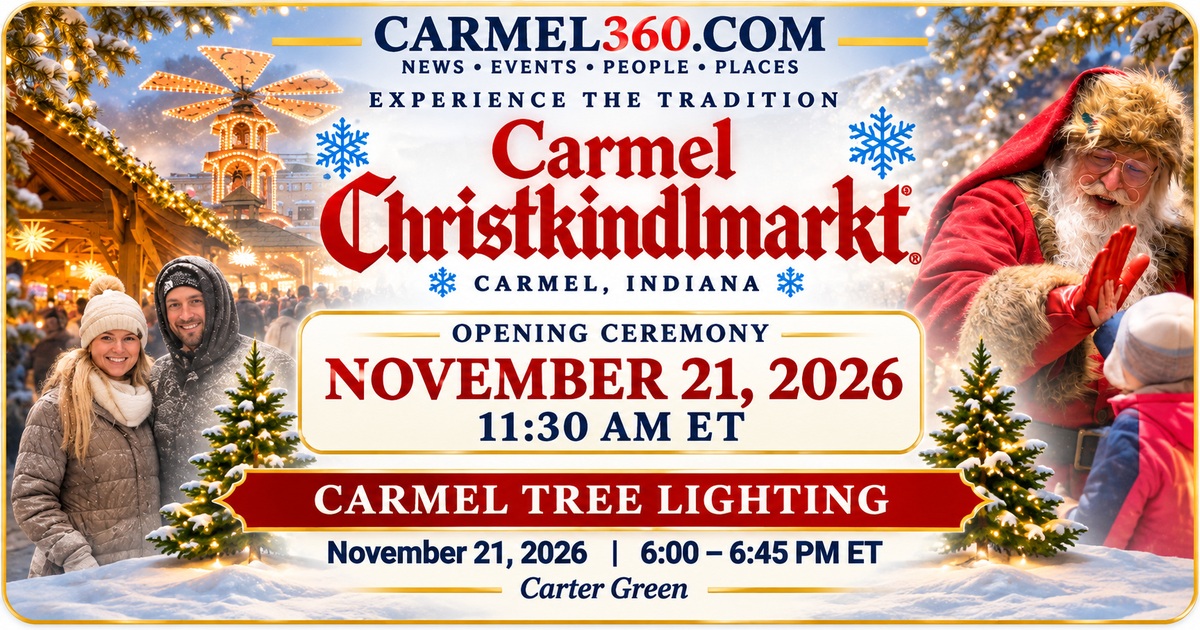 CARMEL360.COM
NEWS • EVENTS • PEOPLE • PLACES
EXPERIENCE THE TRADITION
Carmel
Christkindlmarkt®
CARMEL, INDIANA
OPENING CEREMONY
NOVEMBER 21, 2026
11:30 AM ET
CARMEL TREE LIGHTING
November 21, 2026 | 6:00 – 6:45 PM ET
Carter Green